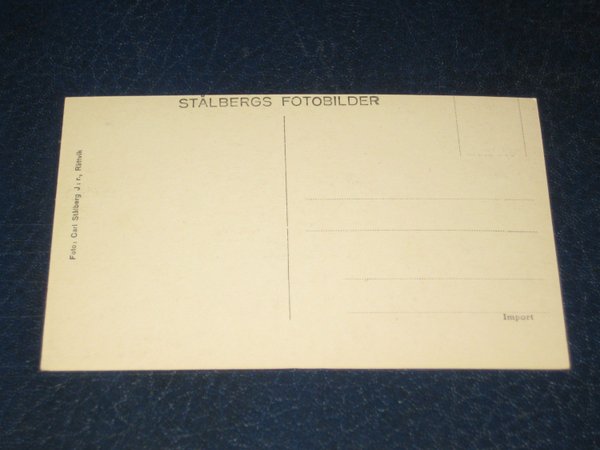 STÅLBERGS FOTOBILDER
Foto: Carl Stålberg J:r., Rättvik
Import